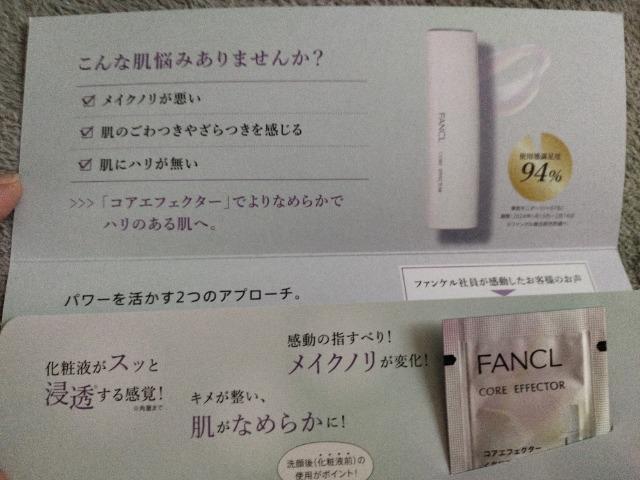 こんな肌悩みありませんか?
メイクノリが悪い
肌のごわつきやざらつきを感じる
肌にハリが無い
>>> 「コアエフェクター」でよりなめらかで
ハリのある肌へ。
FANCL CORE EFFECTOR
使用感満足度
94%
パワーを活かす2つのアプローチ。
ファンケル社員が感動したお客様のお声
化粧液がスッと
浸透*する感覚!
※角層まで
感動の指すべり!
メイクノリが変化!
キメが整い、
肌がなめらかに!
洗顔後(化粧液前)の
使用がポイント!
FANCL
CORE EFFECTOR
コアエフェクター